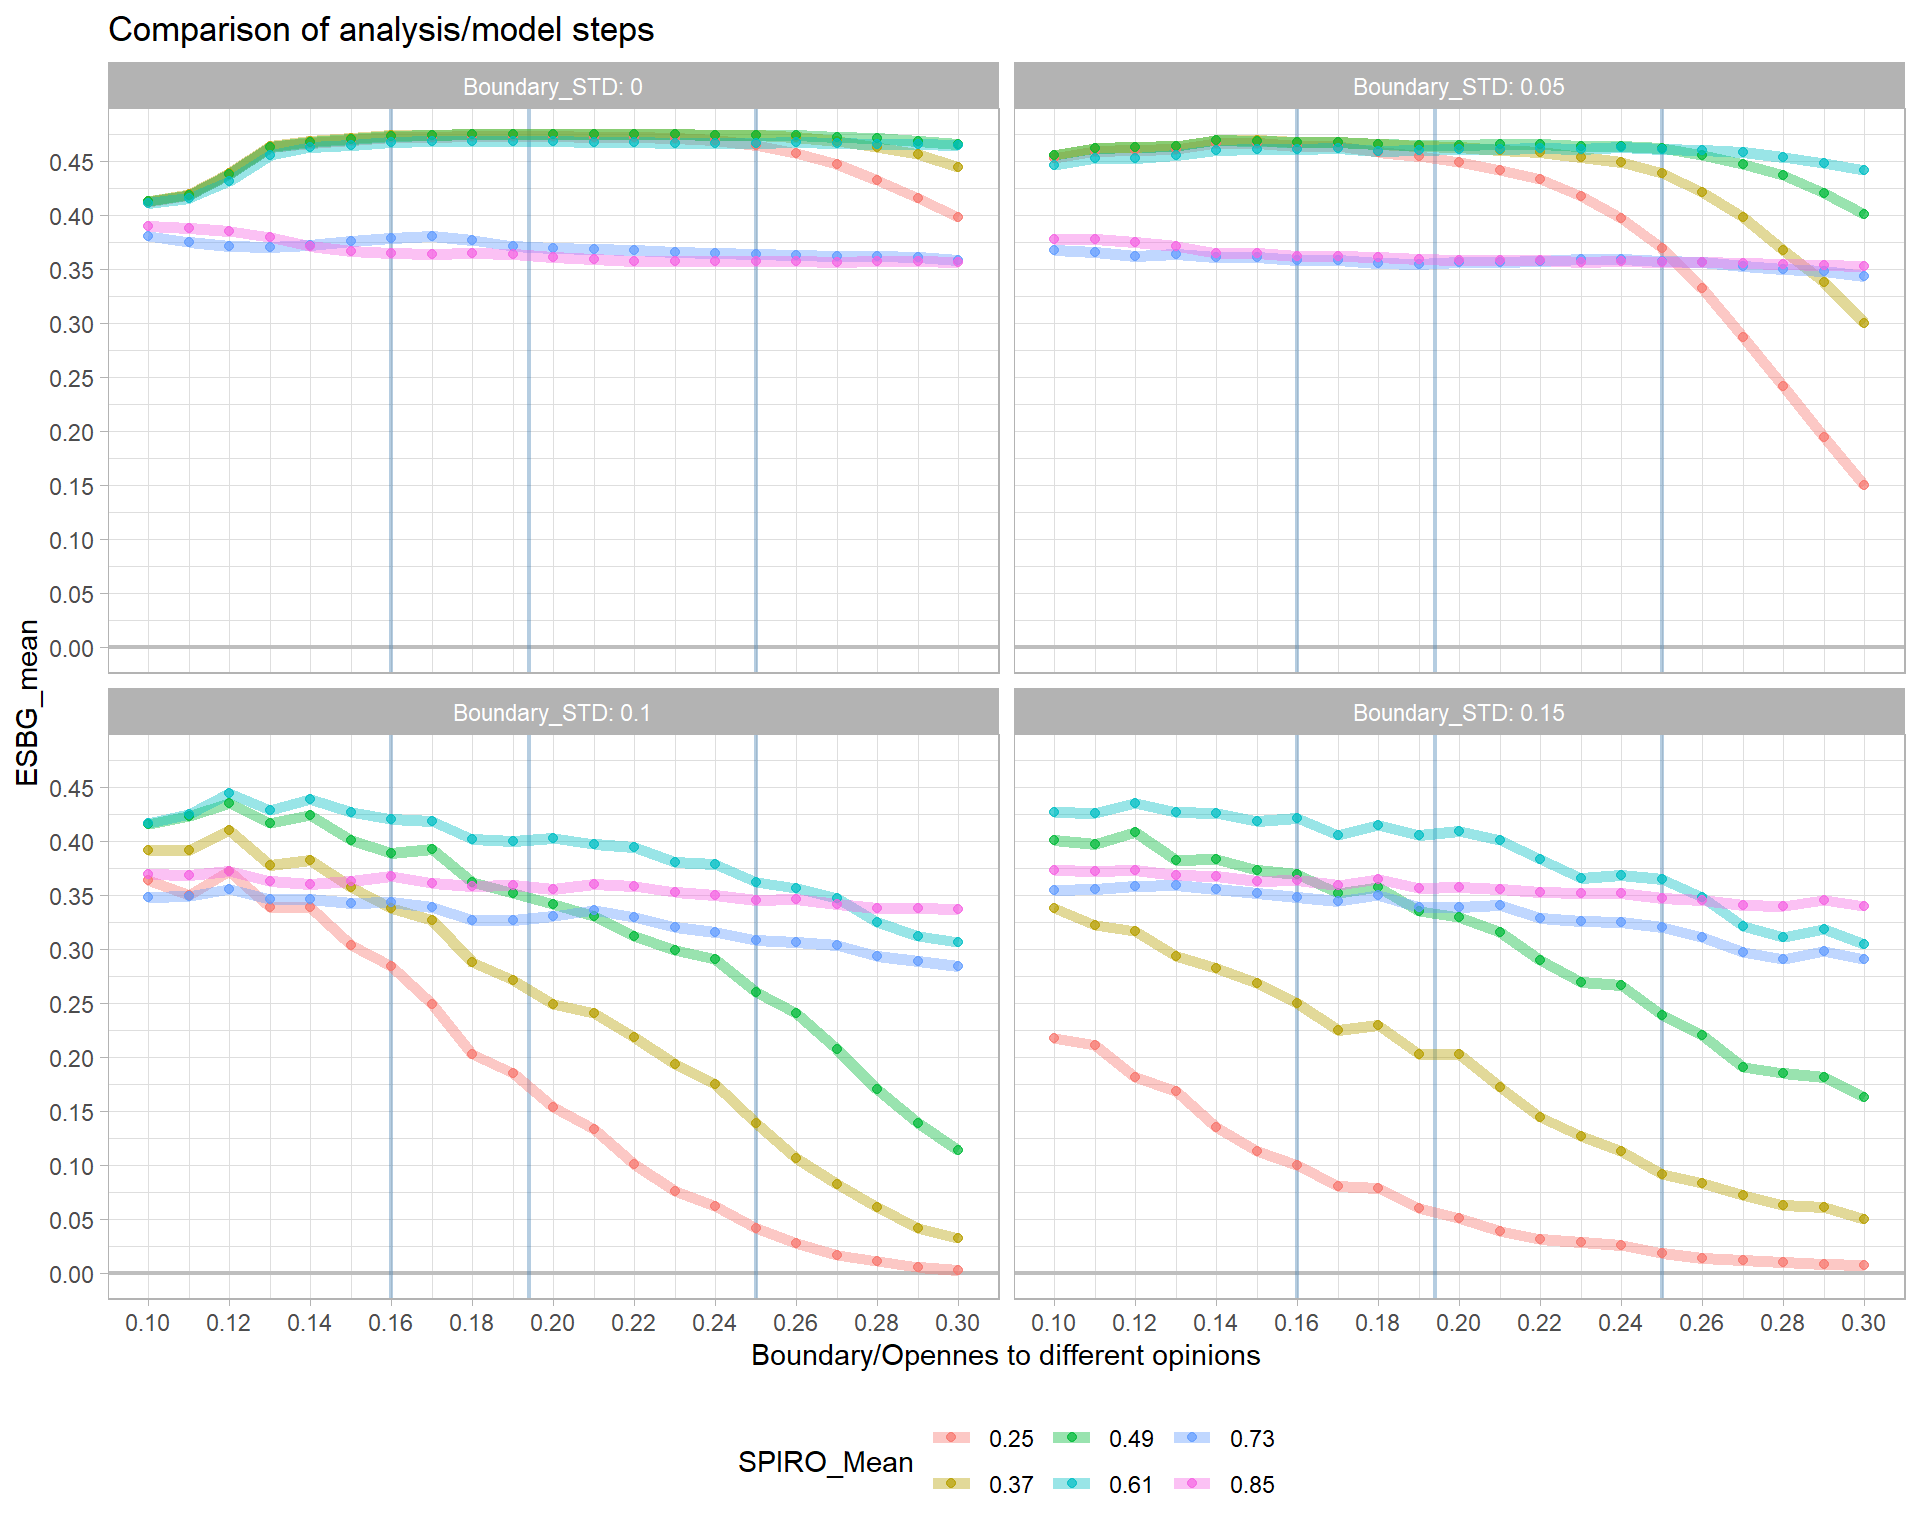 Comparison of analysis/model steps
Boundary_STD: 0
Boundary_STD: 0.05
0.45
0.40
0.35
0.30
0.25
0.20
0.15
0.10
0.05
0.00
ESBG_mean
Boundary_STD: 0.1
Boundary_STD: 0.15
0.45
0.40
0.35
0.30
0.25
0.20
0.15
0.10
0.05
0.00
0.10 0.12 0.14 0.16 0.18 0.20 0.22 0.24 0.26 0.28 0.30
0.10 0.12 0.14 0.16 0.18 0.20 0.22 0.24 0.26 0.28 0.30
Boundary/Opennes to different opinions
SPIRO_Mean
0.25 0.49 0.73
0.37 0.61 0.85